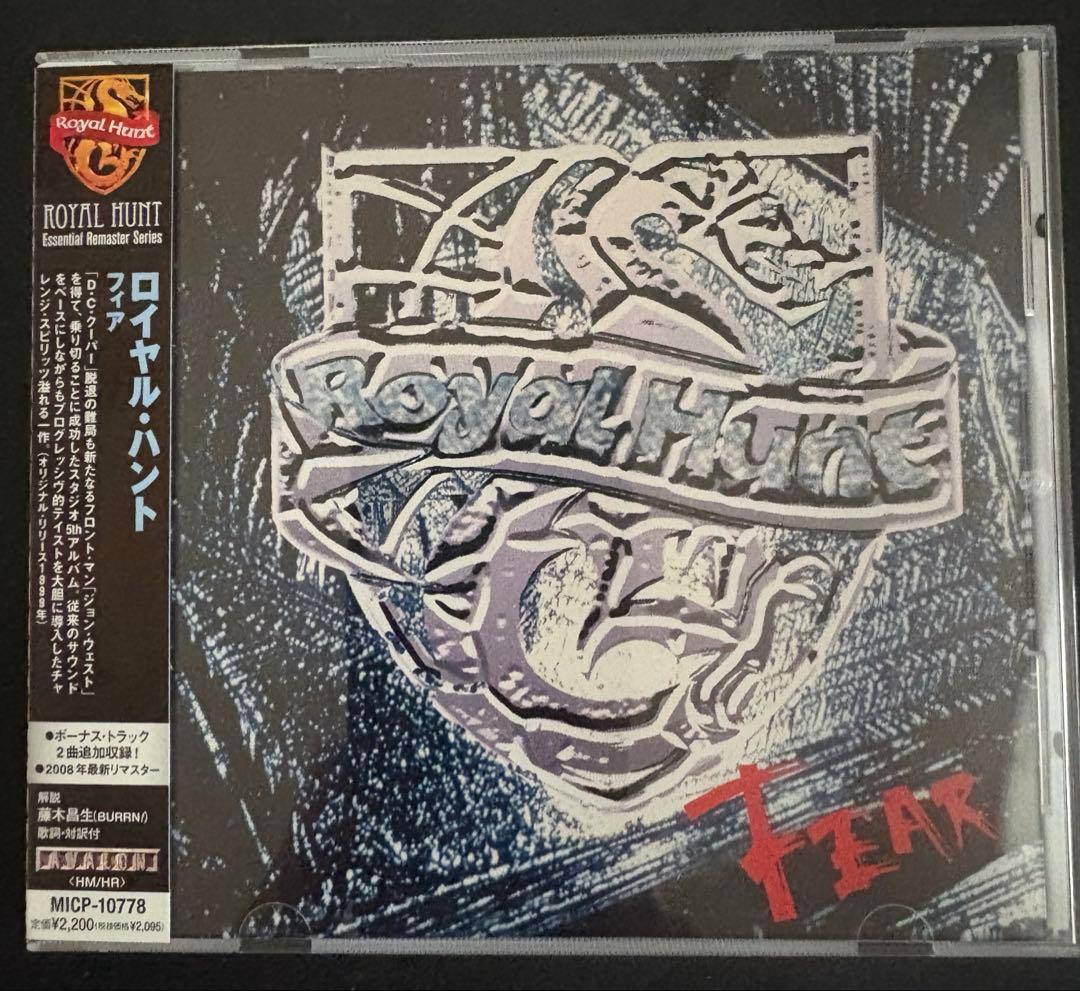 Royal Hunt
ROYAL HUNT
Essential Remaster Series
ロイヤル・ハント
フィア
「D・C・クーパー」脱退の難局も新たなるフロント・マン「ジョン・ウェスト」
を得て、乗り切ることに成功したスタジオ5thアルバム。従来のサウンド
をベースにしながらもプログレッシヴ的テイストを大胆に導入したチャ
レンジ・スピリッツ溢れる一作。(オリジナル・リリース1999年)
●ボーナス・トラック
2曲追加収録!
●2008年最新リマスター
解説
藤木昌生(BURRN!)
歌詞・対訳付
AVALON
〈HM/HR〉
MICP-10778
定価¥2,200(税抜価格¥2,095)
Royal Hunt
FEAR